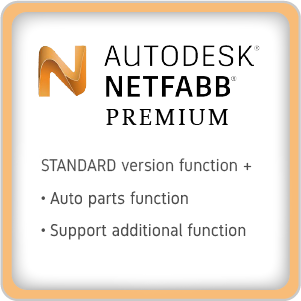 AUTODESK®
NETFABB®
PREMIUM
STANDARD version function +
• Auto parts function
• Support additional function